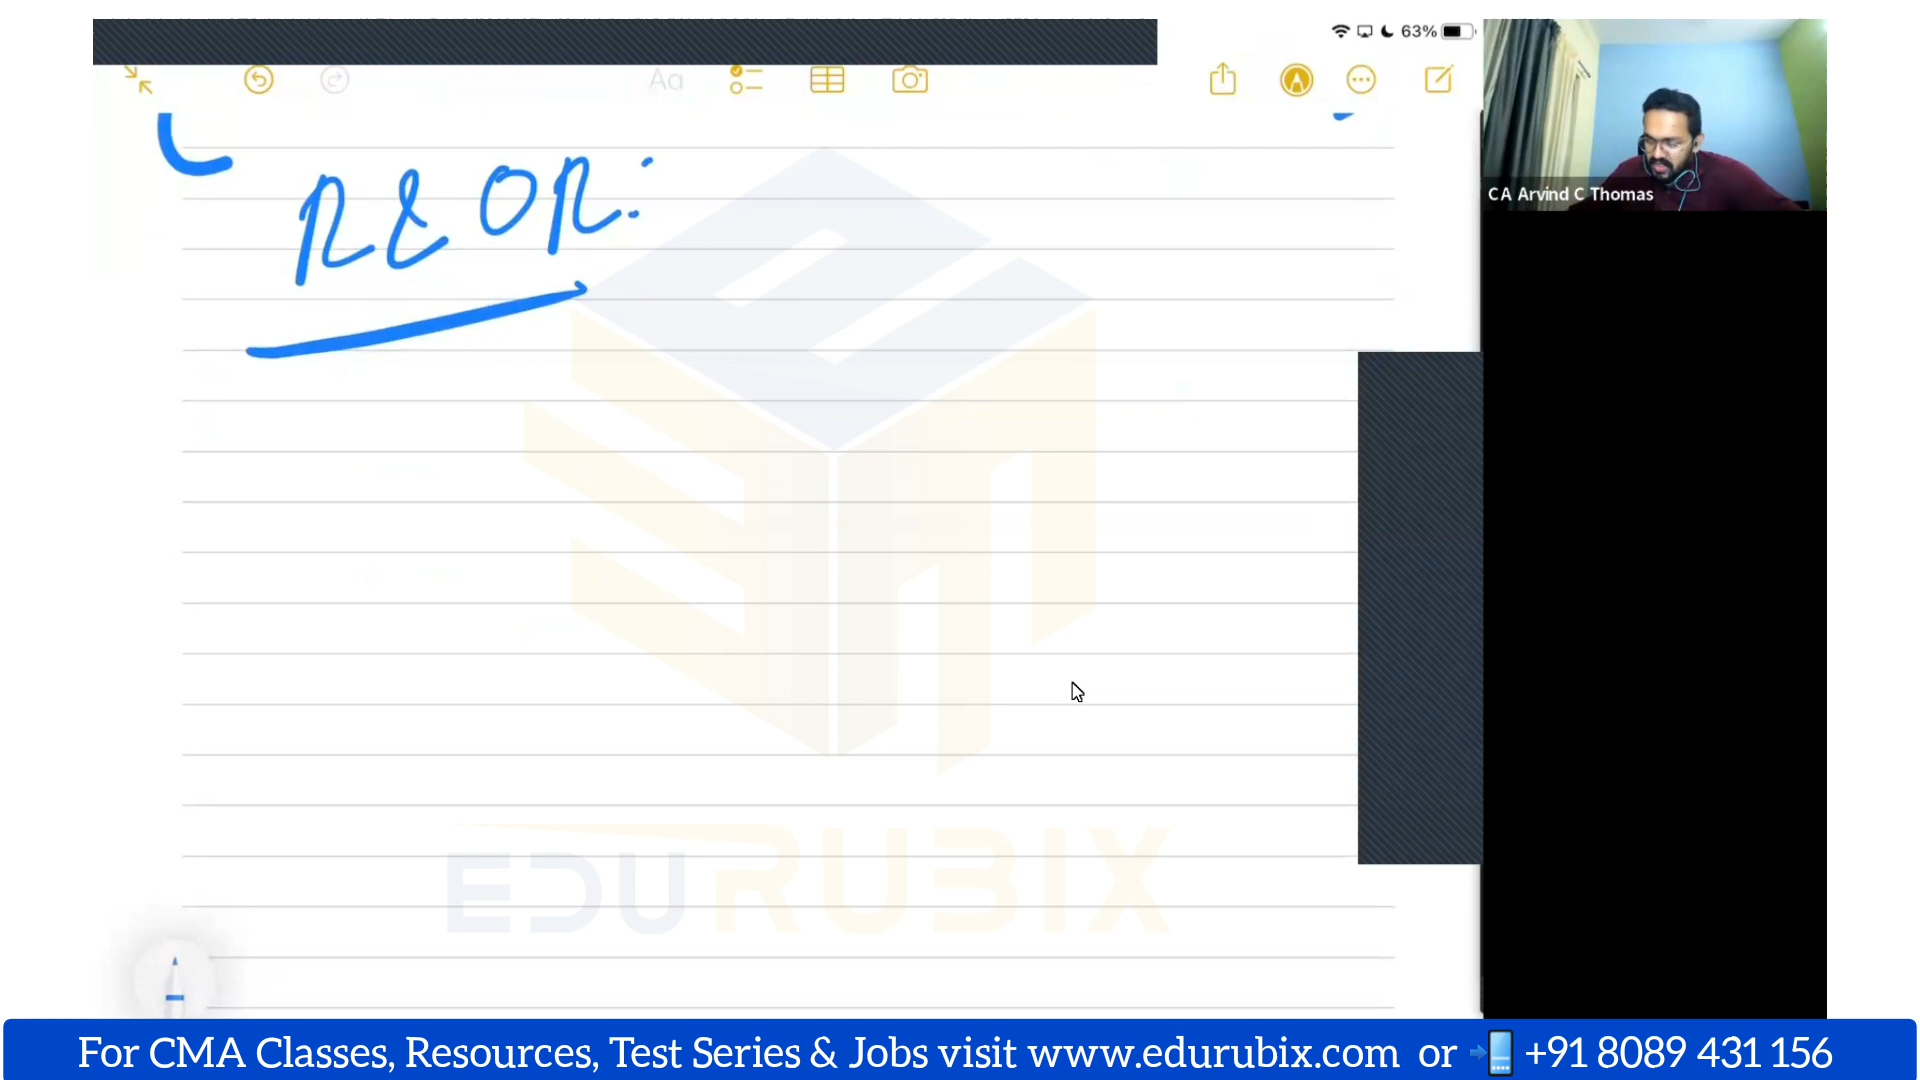 63%
Aa
R & OR:
CA Arvind C Thomas
EDURUBIX
For CMA Classes, Resources, Test Series & Jobs visit www.edurubix.com or +91 8089 431 156